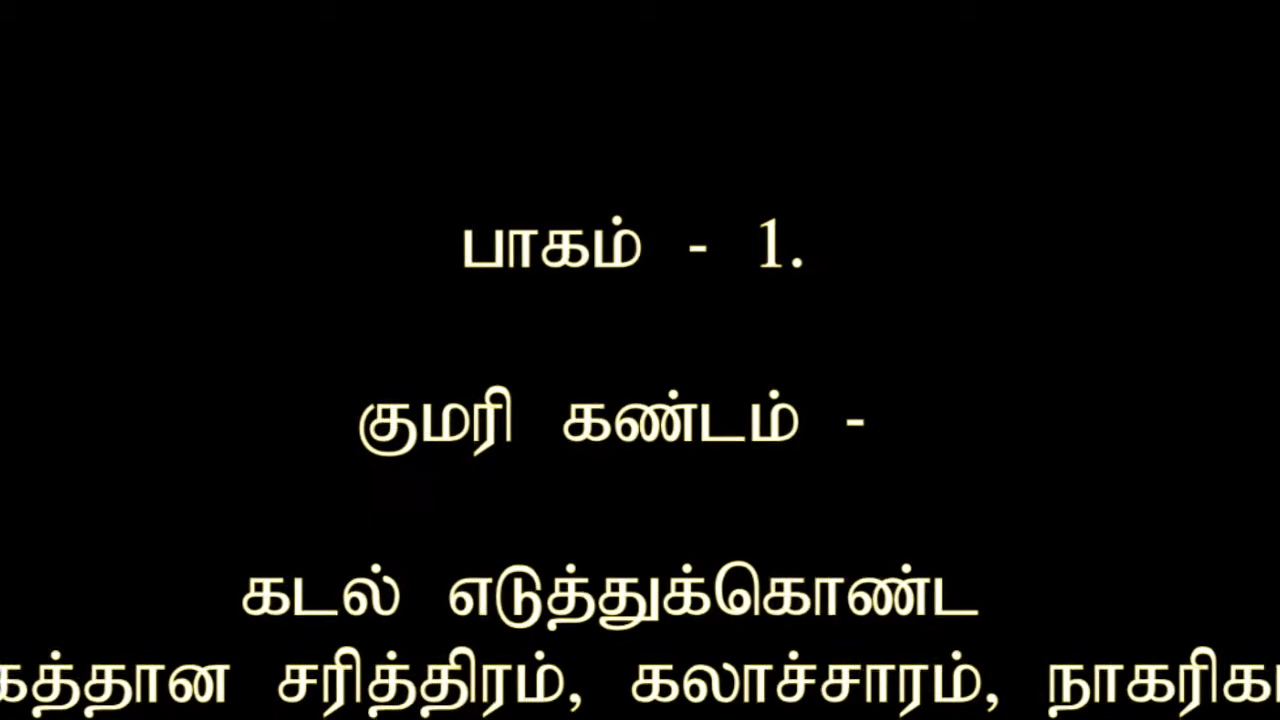 பாகம் - 1.
குமரி கண்டம் -
கடல் எடுத்துக்கொண்ட
சரித்திரம், கலாச்சாரம்,